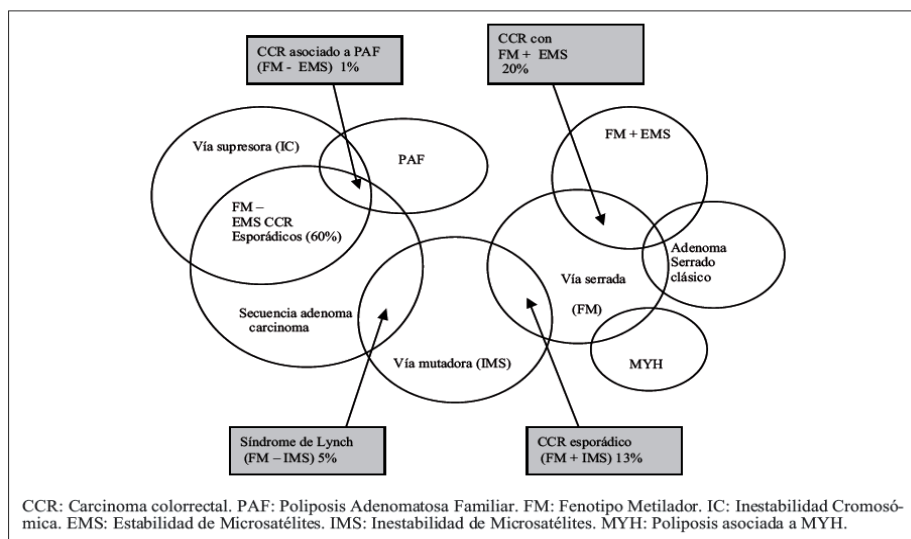 CCR asociado a PAF
(FM - EMS) 1%
CCR con
FM + EMS
20%
Vía supresora (IC)
PAF
FM + EMS
FM –
EMS CCR
Esporádicos (60%)
Adenoma
Serrado
clásico
Vía serrada
(FM)
Secuencia adenoma
carcinoma
Vía mutadora (IMS)
MYH
Síndrome de Lynch
(FM – IMS) 5%
CCR esporádico
(FM + IMS) 13%
CCR: Carcinoma colorrectal. PAF: Poliposis Adenomatosa Familiar. FM: Fenotipo Metilador. IC: Inestabilidad Cromosó-
mica. EMS: Estabilidad de Microsatélites. IMS: Inestabilidad de Microsatélites. MYH: Poliposis asociada a MYH.